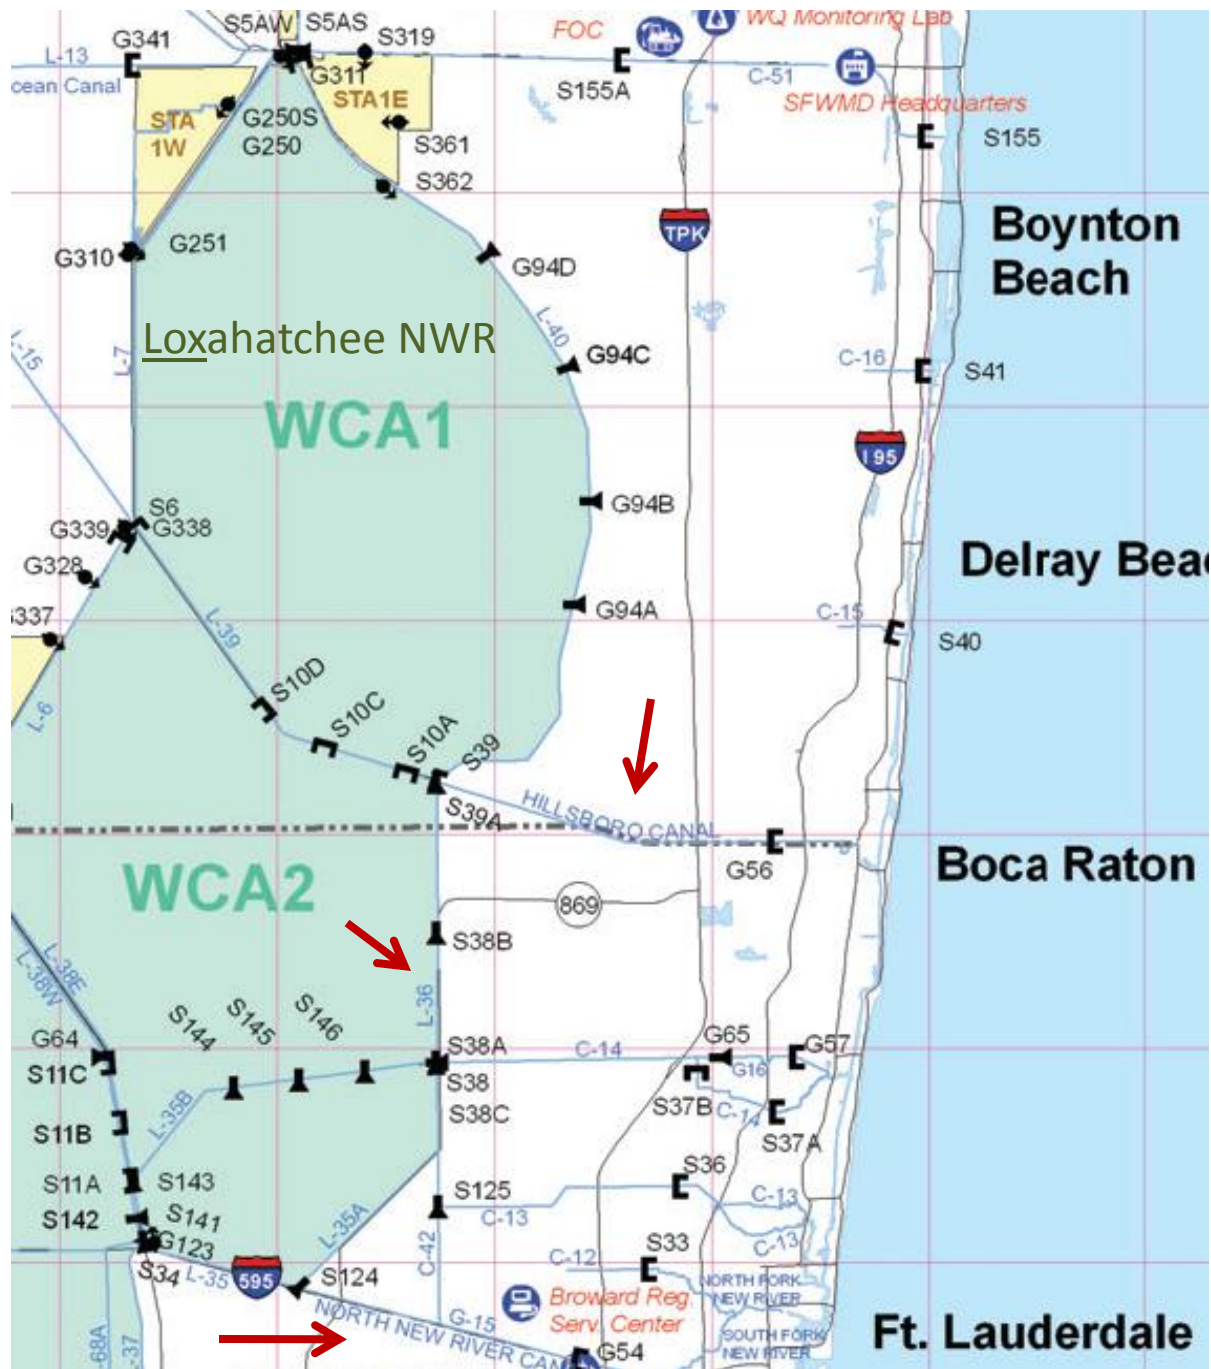 S5AW
S5AS
FOC
WQ Monitoring Lab
G341
S319
L-13
cean Canal
G311
STA1E
S155A
C-51
SFWMD Headquarters
STA
1W
G250S
G250
S361
S155
S362
G310
G251
TPK
Boynton
Beach
G94D
Loxahatchee NWR
L-15
L-7
L-40
G94C
C-16
S41
WCA1
I 95
G94B
S6
G339
G338
G328
Delray Bea
G94A
C-15
S40
L-39
L-6
S10D
S10C
S10A
S39
S39A
HILLSBORO CANAL
G56
Boca Raton
WCA2
869
S38B
L-38E
L-38W
L-36
S144
S145
S146
G64
S38A
C-14
G65
G57
S11C
S38
G16
S37B
C-14
L-35B
S38C
S11B
S37A
S36
S11A
S143
S125
C-13
C-13
S142
S141
L-35A
C-13
G123
S34
L-35
595
S124
C-42
C-12
S33
NORTH FORK
NEW RIVER
Broward Reg.
Serv. Center
G-15
NORTH NEW RIVER CAN
SOUTH FORK
NEW RIVER
Ft. Lauderdale
G54
-68A
L-37